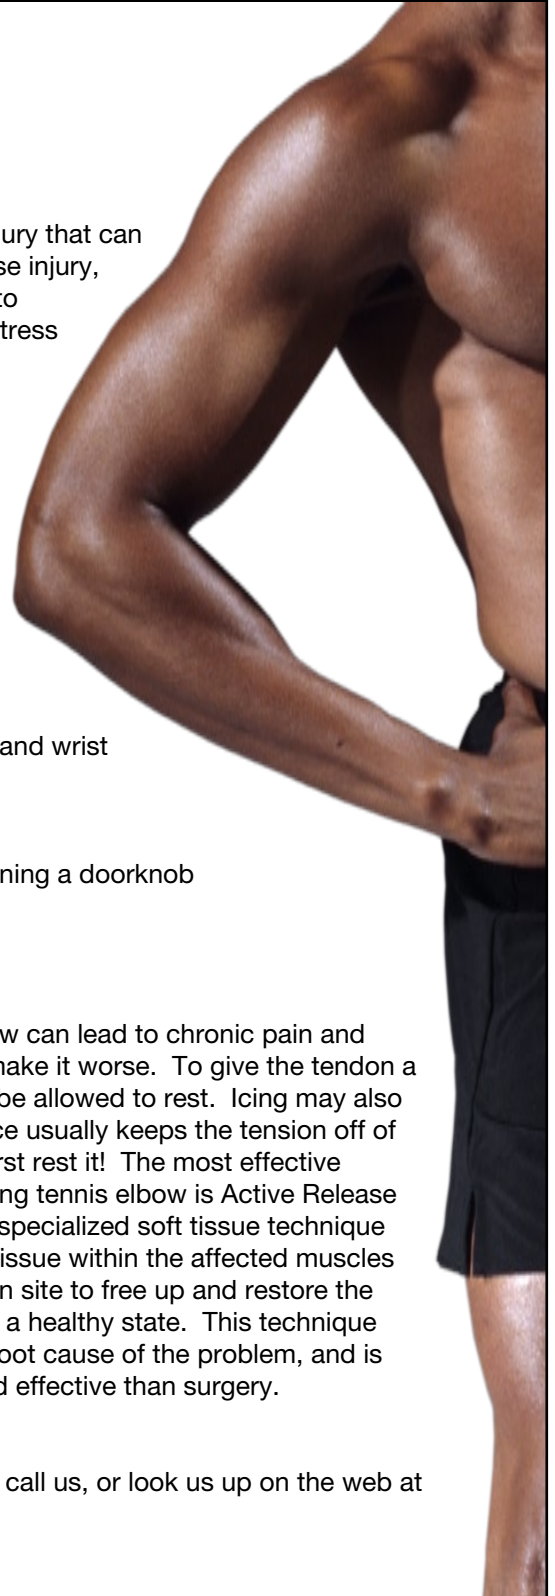 ury that can
se injury,
to
tress
and wrist
ning a doorknob
w can lead to chronic pain and
make it worse.  To give the tendon a
be allowed to rest.  Icing may also
ce usually keeps the tension off of
rst rest it!  The most effective
ng tennis elbow is Active Release
specialized soft tissue technique
issue within the affected muscles
n site to free up and restore the
a healthy state.  This technique
oot cause of the problem, and is
d effective than surgery.
call us, or look us up on the web at